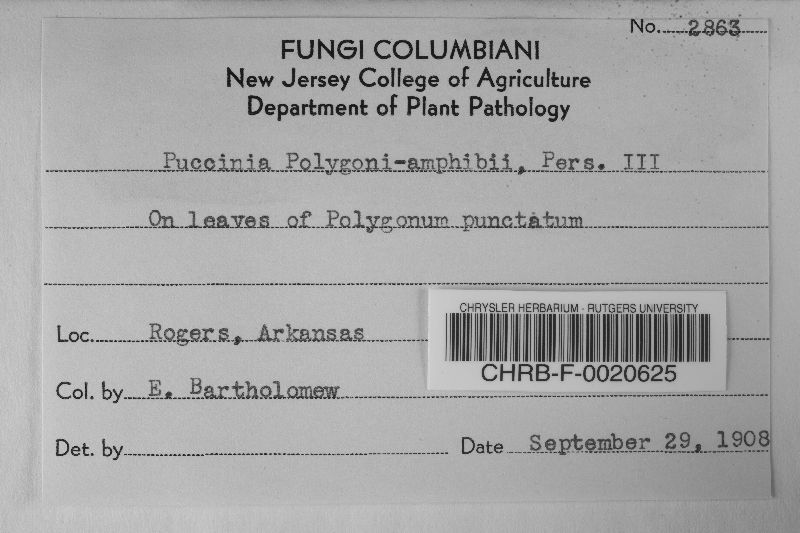 No. 2863
FUNGI COLUMBIANI
New Jersey College of Agriculture
Department of Plant Pathology
Puccinia Polygoni-amphibii, Pers. III
On leaves of Polygonum punctatum
CHRYSLER HERBARIUM - RUTGERS UNIVERSITY
CHRB-F-0020625
Loc. Rogers, Arkansas
Col. by E. Bartholomew
Det. by
Date September 29, 1908